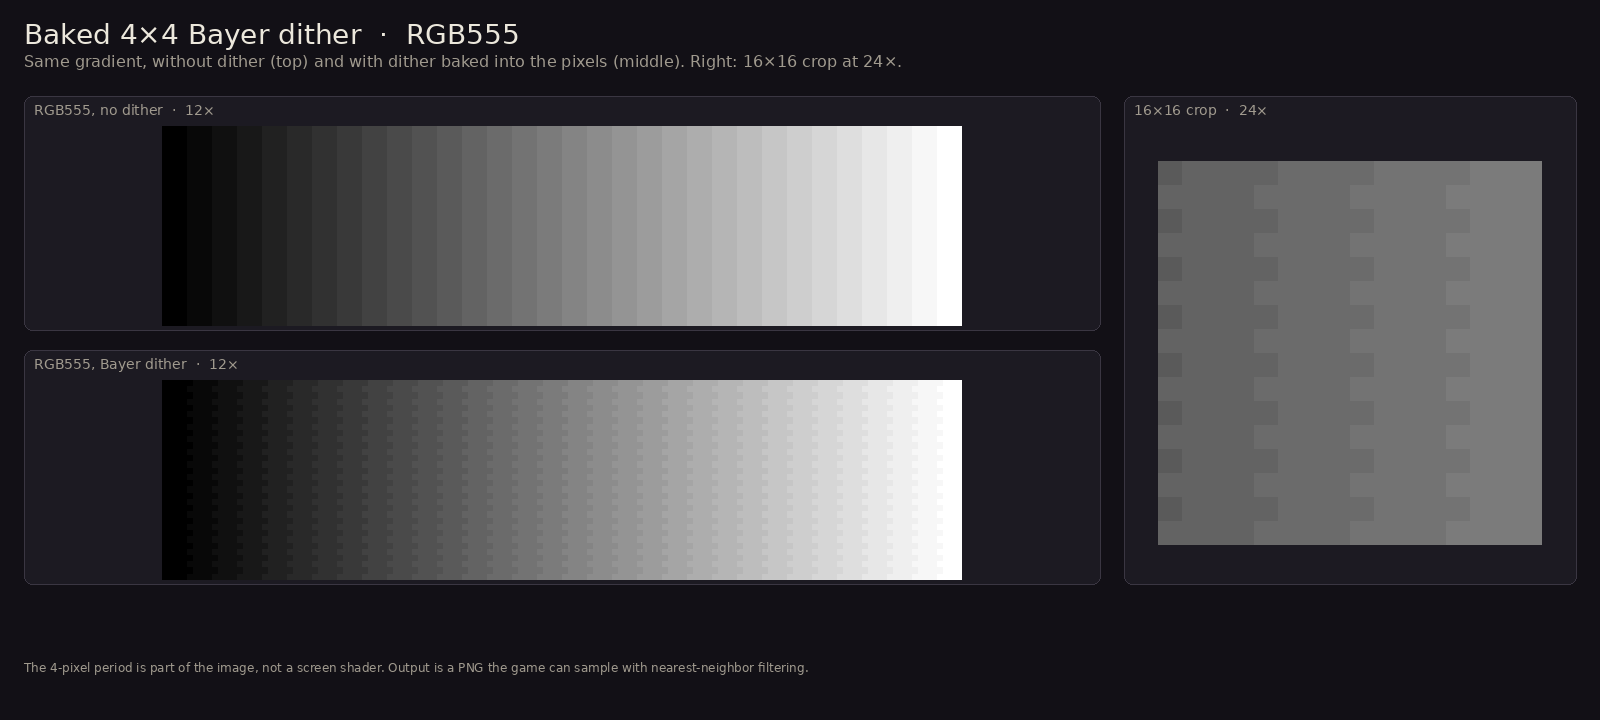 Baked 4×4 Bayer dither · RGB555
Same gradient, without dither (top) and with dither baked into the pixels (middle). Right: 16×16 crop at 24×.
RGB555, no dither · 12×
16×16 crop · 24×
RGB555, Bayer dither · 12×
The 4-pixel period is part of the image, not a screen shader. Output is a PNG the game can sample with nearest-neighbor filtering.